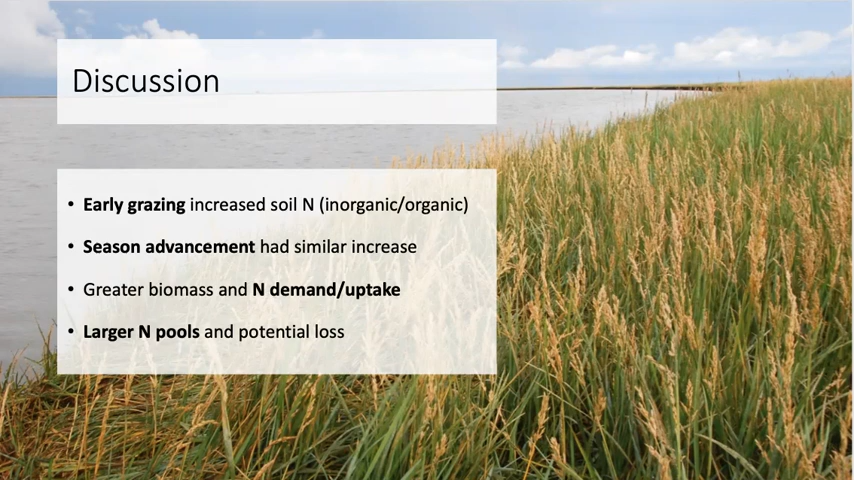 Discussion
• Early grazing increased soil N (inorganic/organic)
• Season advancement had similar increase
• Greater biomass and N demand/uptake
• Larger N pools and potential loss